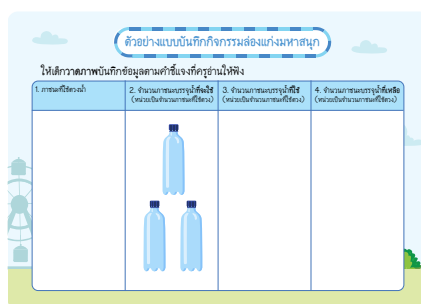 ตัวอย่างแบบบันทึกกิจกรรมล่องแก่งมหาสนุก
ให้เด็กวาดภาพบันทึกข้อมูลตามคำชี้แจงที่ครูอ่านให้ฟัง
1. ภาชนะที่ใช้ตวงน้ำ
2. จำนวนภาชนะบรรจุน้ำที่จะใช้
(หน่วยเป็นจำนวนภาชนะที่ใช้ตวง)
3. จำนวนภาชนะบรรจุน้ำที่ใช้
(หน่วยเป็นจำนวนภาชนะที่ใช้ตวง)
4. จำนวนภาชนะบรรจุน้ำที่เหลือ
(หน่วยเป็นจำนวนภาชนะที่ใช้ตวง)